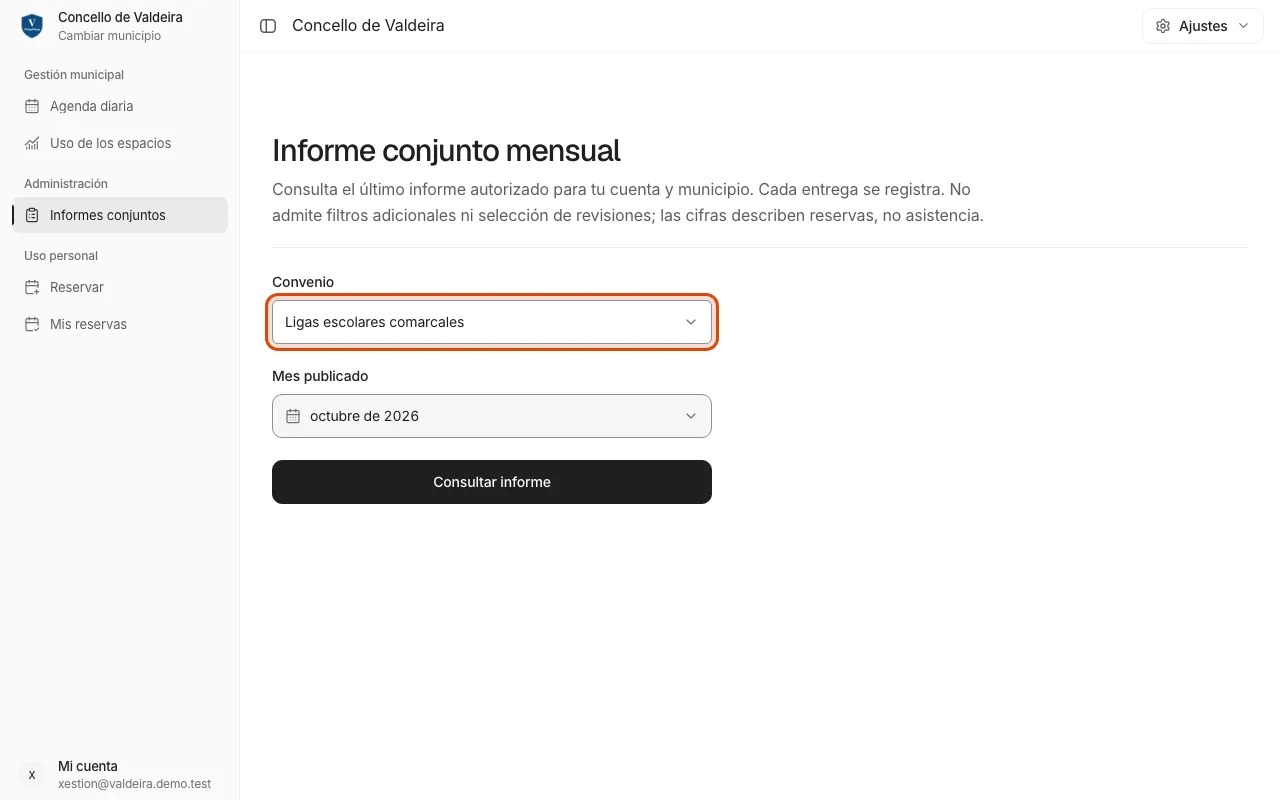 Concello de Valdeira
Cambiar municipio
Gestión municipal
Agenda diaria
Uso de los espacios
Administración
Informes conjuntos
Uso personal
Reservar
Mis reservas
X
Mi cuenta
xestion@valdeira.demo.test
Concello de Valdeira
Ajustes
Informe conjunto mensual
Consulta el último informe autorizado para tu cuenta y municipio. Cada entrega se registra. No
admite filtros adicionales ni selección de revisiones; las cifras describen reservas, no asistencia.
Convenio
Ligas escolares comarcales
Mes publicado
octubre de 2026
Consultar informe